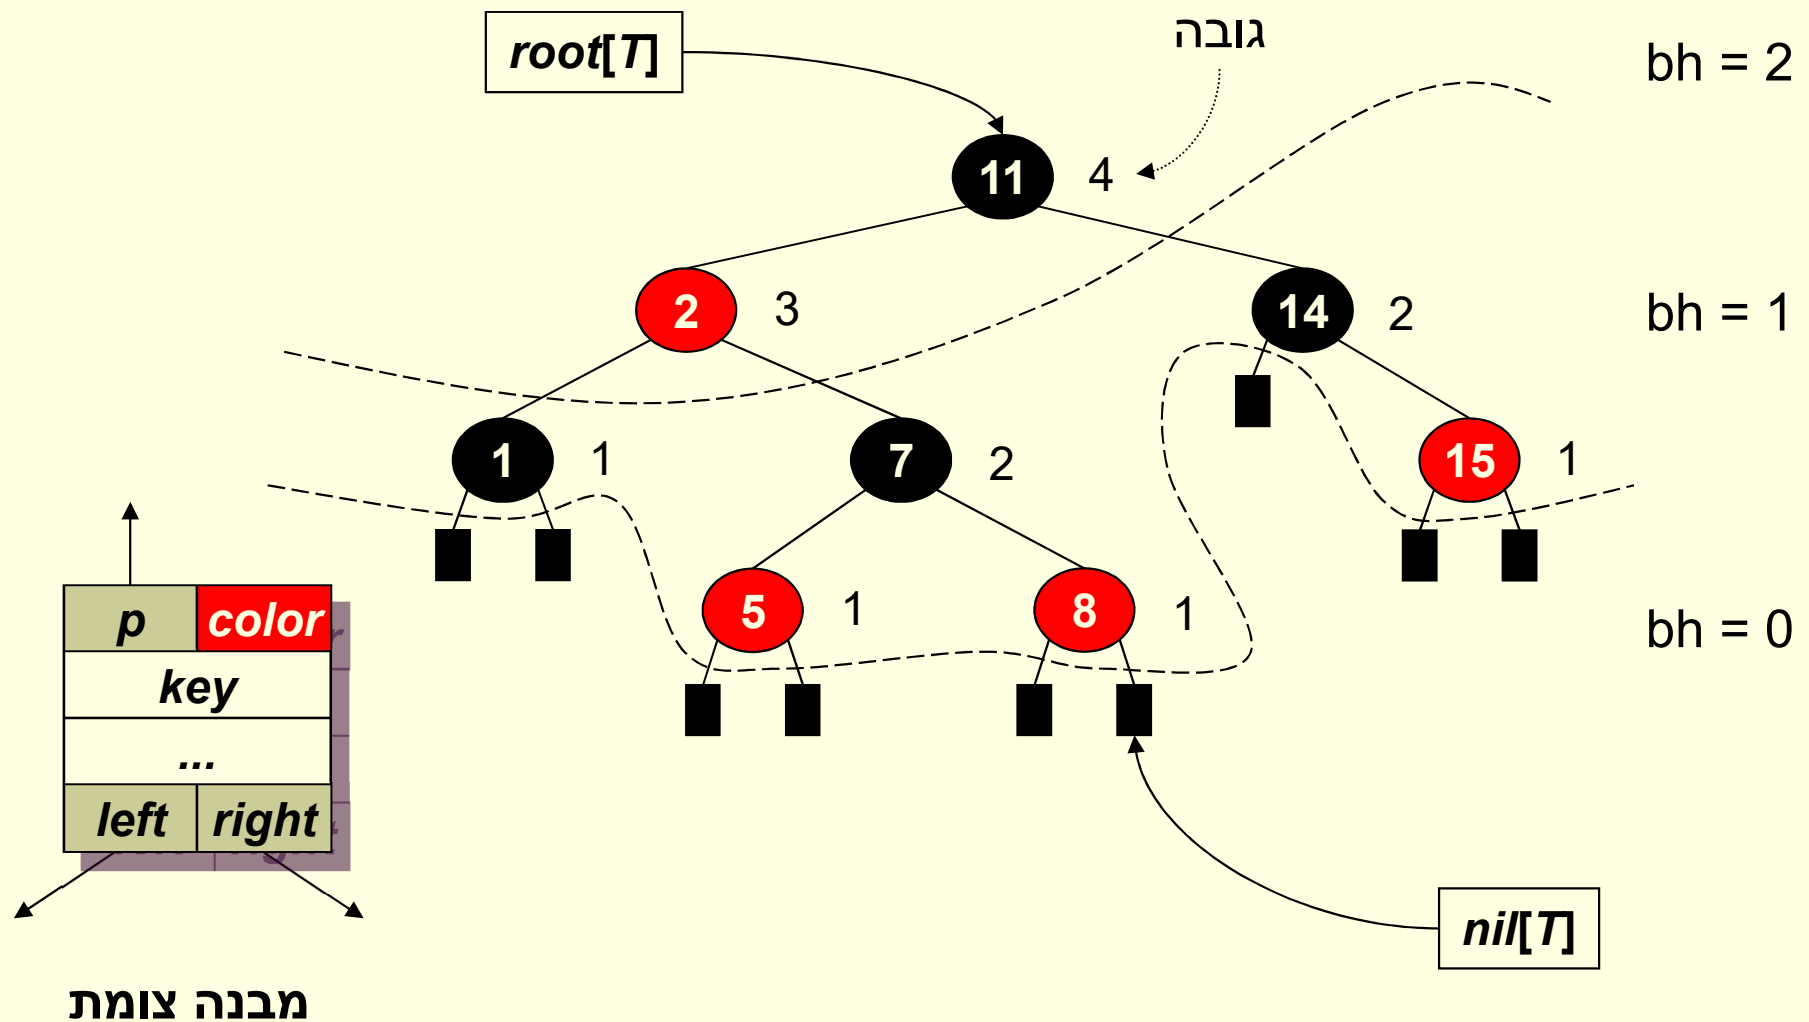 גובה
root[T]
bh = 2
11 4
2 3
14 2
bh = 1
1 1
7 2
15 1
5 1
8 1
bh = 0
p color
key
...
left right
nil[T]
מבנה צומת